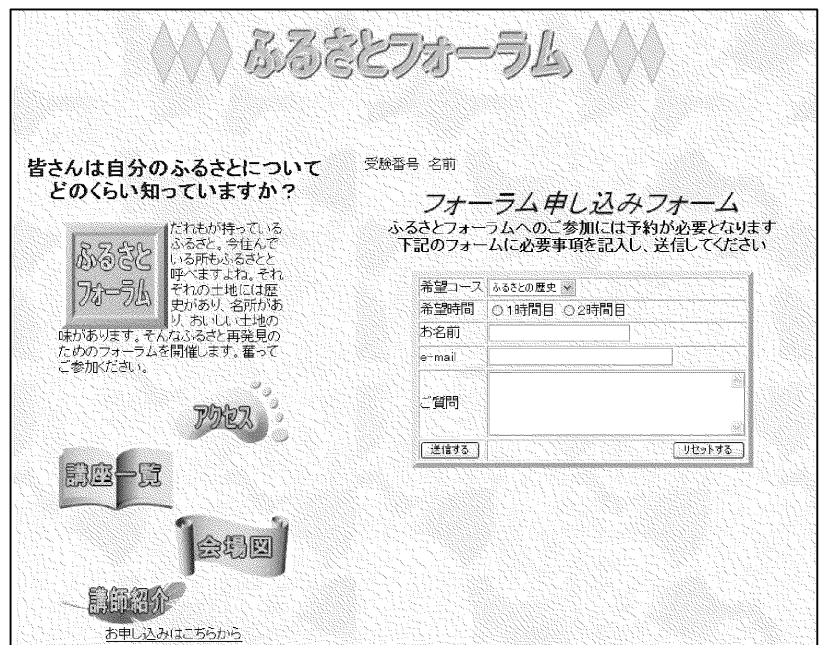 ふるさとフォーラム
皆さんは自分のふるさとについて
どのくらい知っていますか？
ふるさと
フォーラム
だれもが持っている
ふるさと。今住んで
いる所もふるさとと
呼べますよね。それ
ぞれの土地には歴
史があり、名所があ
り、おいしい土地の
味があります。そんなふるさと再発見の
ためのフォーラムを開催します。奮って
ご参加ください。
アクセス
講座一覧
会場図
講師紹介
お申し込みはこちらから
受験番号 名前
フォーラム申し込みフォーム
ふるさとフォーラムへのご参加には予約が必要となります
下記のフォームに必要事項を記入し、送信してください
希望コース ふるさとの歴史
希望時間 ○1時間目 ○2時間目
お名前
e-mail
ご質問
送信する リセットする